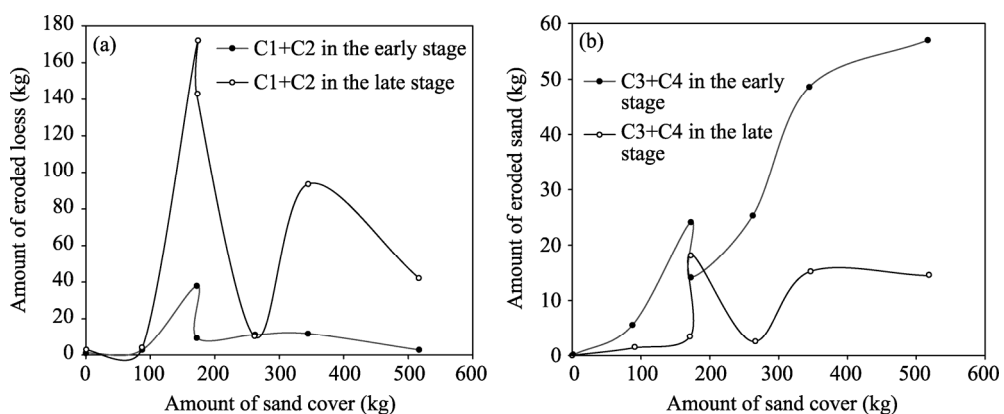 (a)
C1+C2 in the early stage
C1+C2 in the late stage
180
160
140
120
100
80
60
40
20
0
0 100 200 300 400 500 600
Amount of eroded loess (kg)
Amount of sand cover (kg)
(b)
C3+C4 in the early
stage
C3+C4 in the late
stage
60
50
40
30
20
10
0
0 100 200 300 400 500 600
Amount of eroded sand (kg)
Amount of sand cover (kg)